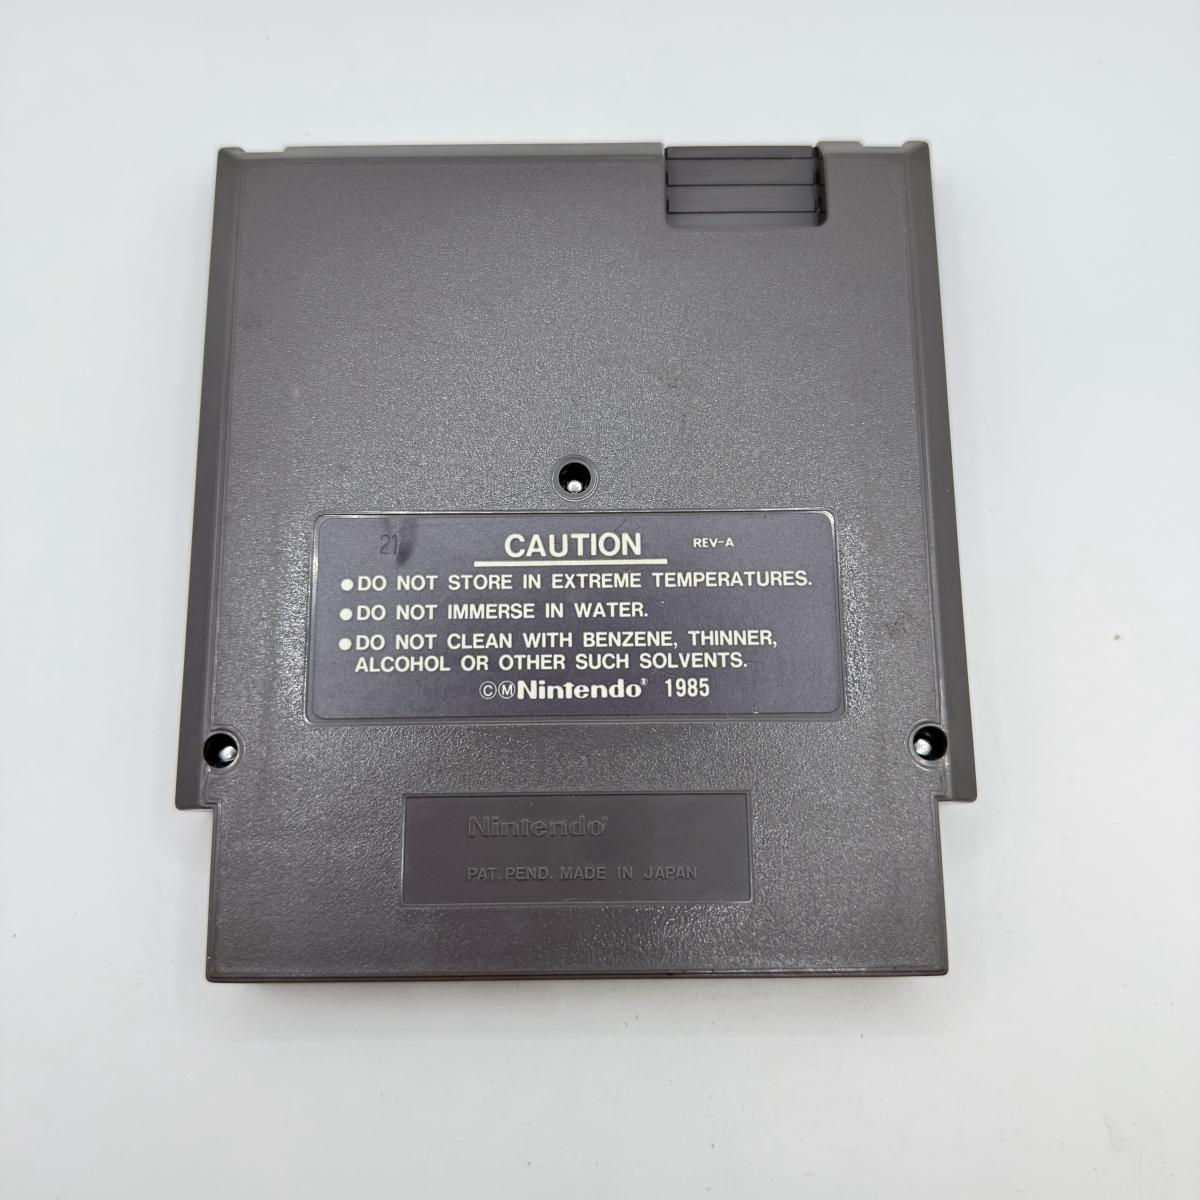 21
CAUTION REV-A
●DO NOT STORE IN EXTREME TEMPERATURES.
●DO NOT IMMERSE IN WATER.
●DO NOT CLEAN WITH BENZENE, THINNER,
ALCOHOL OR OTHER SUCH SOLVENTS.
©ⓂNintendo® 1985
Nintendo®
PAT. PEND. MADE IN JAPAN